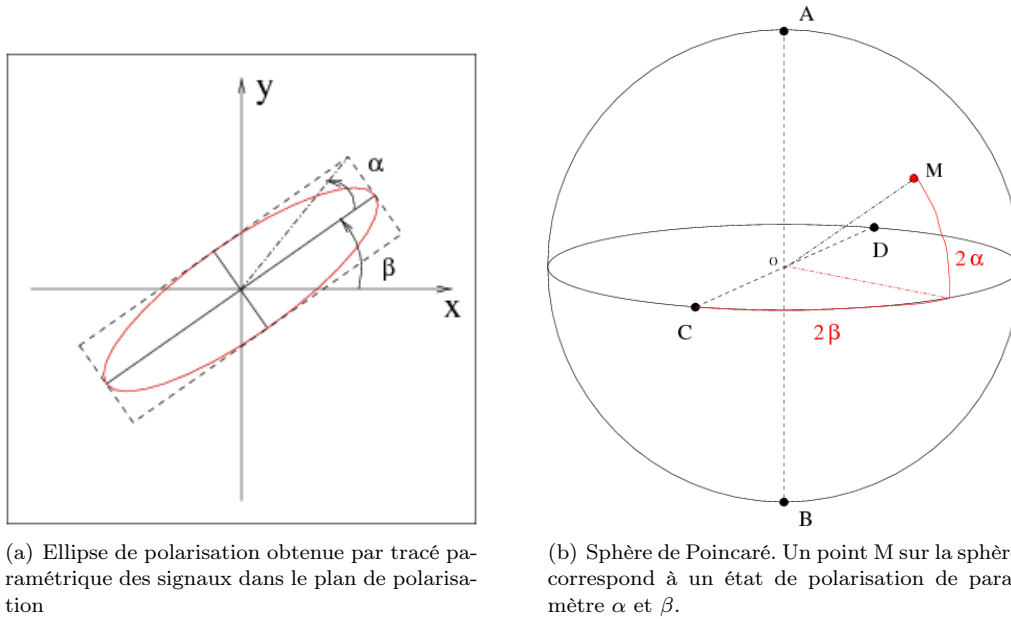 y
α
β
x
A
M
D
o
2 α
C
2 β
B
(a) Ellipse de polarisation obtenue par tracé pa-
ramétrique des signaux dans le plan de polarisa-
tion
(b) Sphère de Poincaré. Un point M sur la sphère
correspond à un état de polarisation de para-
mètre α et β.